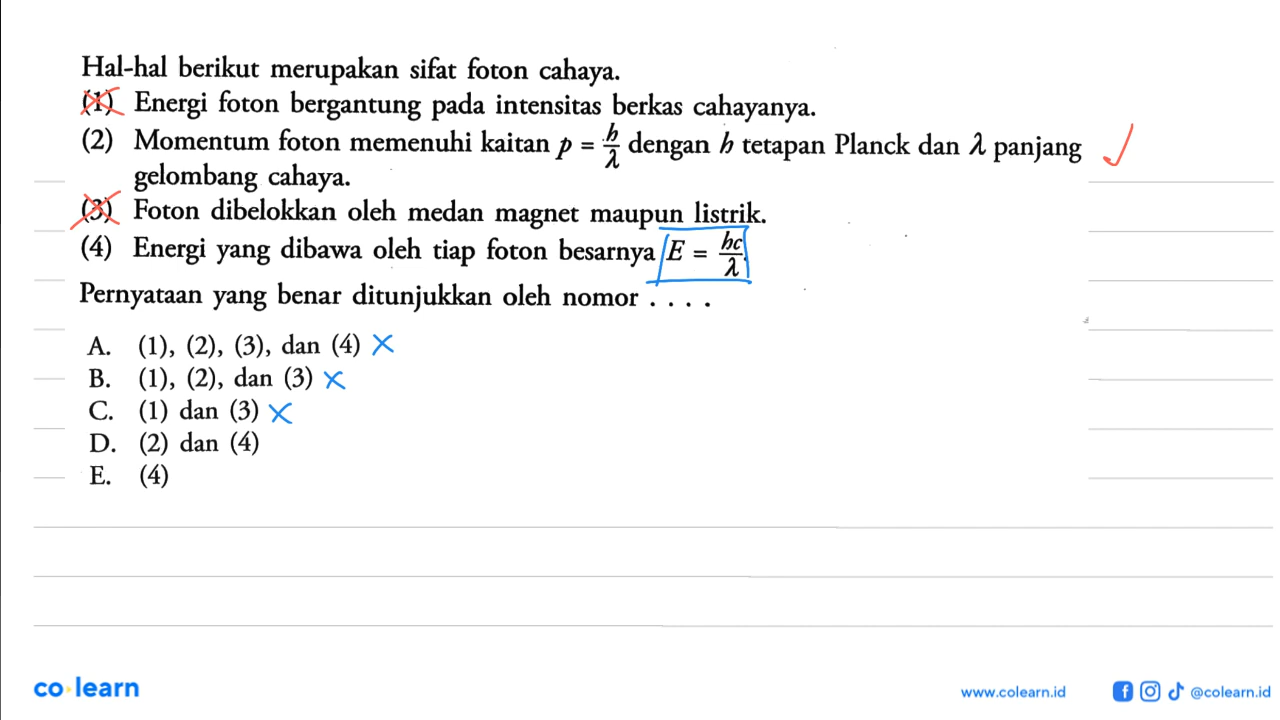 Hal-hal berikut merupakan sifat foton cahaya.
(1) Energi foton bergantung pada intensitas berkas cahayanya.
(2) Momentum foton memenuhi kaitan p = h/λ dengan h tetapan Planck dan λ panjang
gelombang cahaya.
(3) Foton dibelokkan oleh medan magnet maupun listrik.
(4) Energi yang dibawa oleh tiap foton besarnya E = hc/λ.
Pernyataan yang benar ditunjukkan oleh nomor . . . .
A. (1), (2), (3), dan (4)
B. (1), (2), dan (3)
C. (1) dan (3)
D. (2) dan (4)
E. (4)
co learn
www.colearn.id
@colearn.id